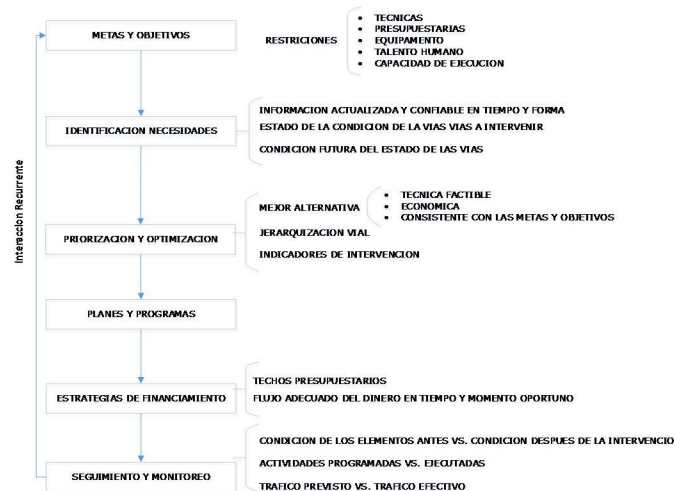 METAS Y OBJETIVOS
RESTRICIONES
• TECNICAS
• PRESUPUESTARIAS
• EQUIPAMENTO
• TALENTO HUMANO
• CAPACIDAD DE EJECUCION
IDENTIFICACION NECESIDADES
INFORMACION ACTUALIZADA Y CONFIABLE EN TIEMPO Y FORMA
ESTADO DE LA CONDICION DE LA VIAS VIAS A INTERVENIR
CONDICION FUTURA DEL ESTADO DE LAS VIAS
Interaccion Recurrente
PRIORIZACION Y OPTIMIZACION
MEJOR ALTERNATIVA
• TECNICA FACTIBLE
• ECONOMICA
• CONSISTENTE CON LAS METAS Y OBJETIVOS
JERARQUIZACION VIAL
INDICADORES DE INTERVENCION
PLANES Y PROGRAMAS
ESTRATEGIAS DE FINANCIAMIENTO
TECHOS PRESUPUESTARIOS
FLUJO ADECUADO DEL DINERO EN TIEMPO Y MOMENTO OPORTUNO
SEGUIMIENTO Y MONITOREO
CONDICION DE LOS ELEMENTOS ANTES VS. CONDICION DESPUES DE LA INTERVENCIO
ACTIVIDADES PROGRAMADAS VS. EJECUTADAS
TRAFICO PREVISTO VS. TRAFICO EFECTIVO